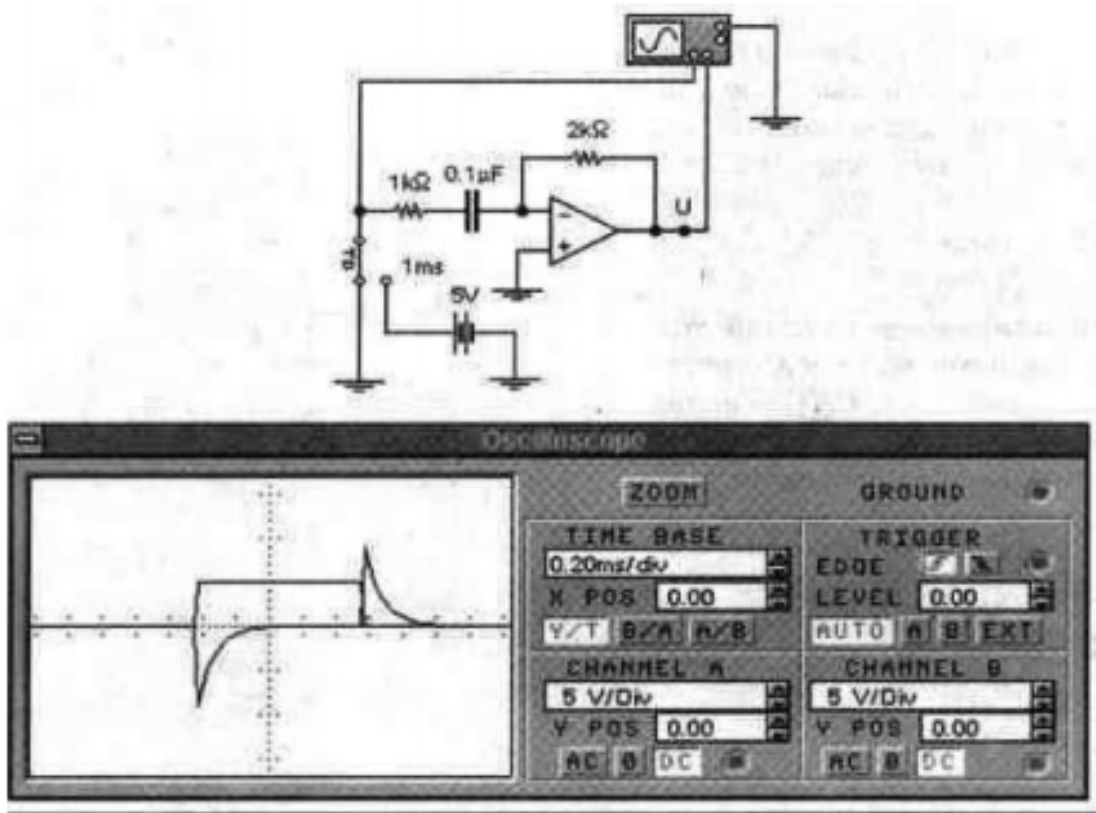 2kΩ
1kΩ 0.1µF
U
TD
1ms
5V
Oscilloscope
ZOOM GROUND
TIME BASE TRIGGER
0.20ms/div EDGE
X POS 0.00 LEVEL 0.00
Y/T B/A A/B AUTO A B EXT
CHANNEL A CHANNEL B
5 V/Div 5 V/Div
Y POS 0.00 Y POS 0.00
AC 0 DC AC 0 DC